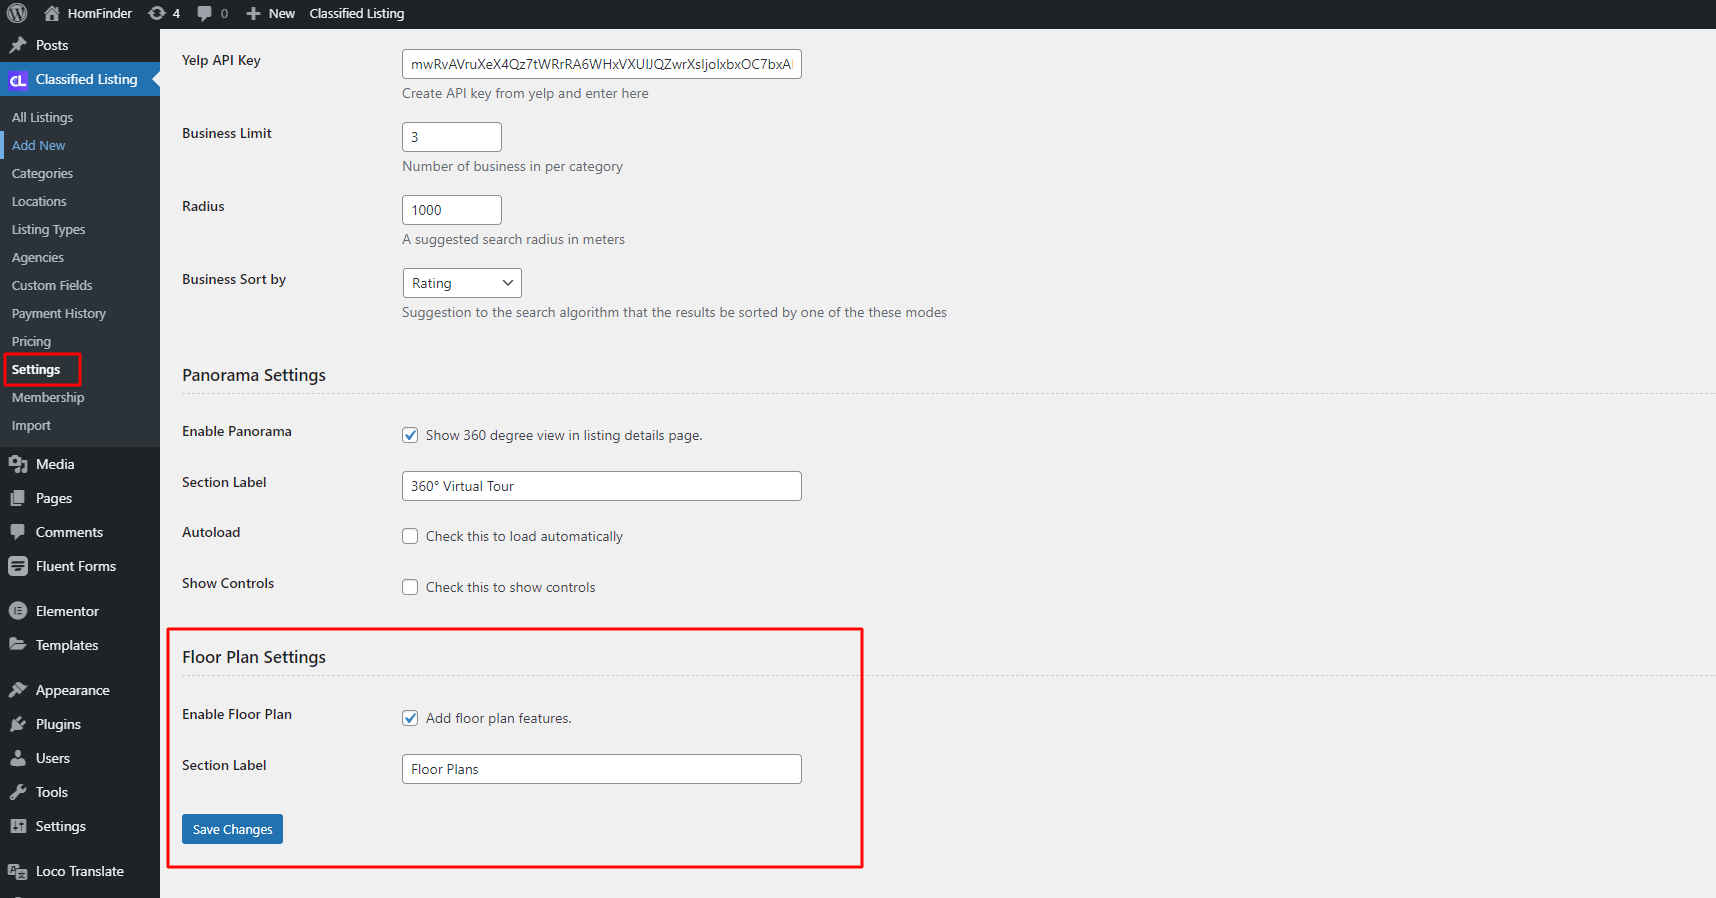 HomFinder 4 0 New Classified Listing
Posts
CL Classified Listing
All Listings
Add New
Categories
Locations
Listing Types
Agencies
Custom Fields
Payment History
Pricing
Settings
Membership
Import
Media
Pages
Comments
Fluent Forms
Elementor
Templates
Appearance
Plugins
Users
Tools
Settings
Loco Translate
Yelp API Key
Create API key from yelp and enter here
Business Limit
3
Number of business in per category
Radius
1000
A suggested search radius in meters
Business Sort by
Rating
Suggestion to the search algorithm that the results be sorted by one of the these modes
Panorama Settings
Enable Panorama
Show 360 degree view in listing details page.
Section Label
360° Virtual Tour
Autoload
Check this to load automatically
Show Controls
Check this to show controls
Floor Plan Settings
Enable Floor Plan
Add floor plan features.
Section Label
Floor Plans
Save Changes